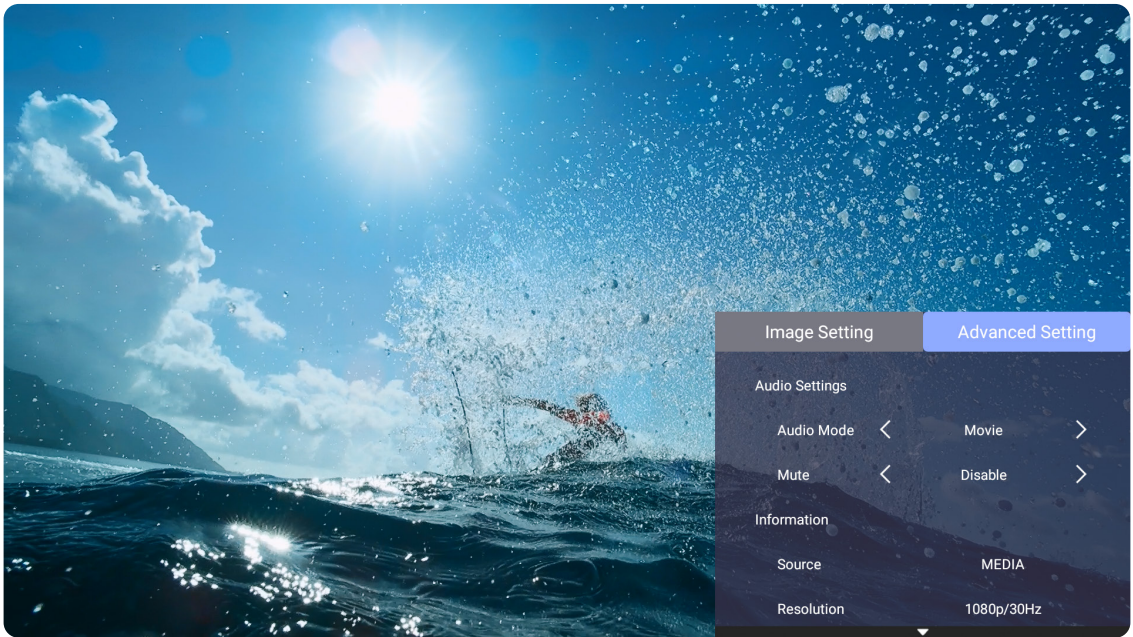 Image Setting Advanced Setting
Audio Settings
Audio Mode Movie
Mute Disable
Information
Source MEDIA
Resolution 1080p/30Hz